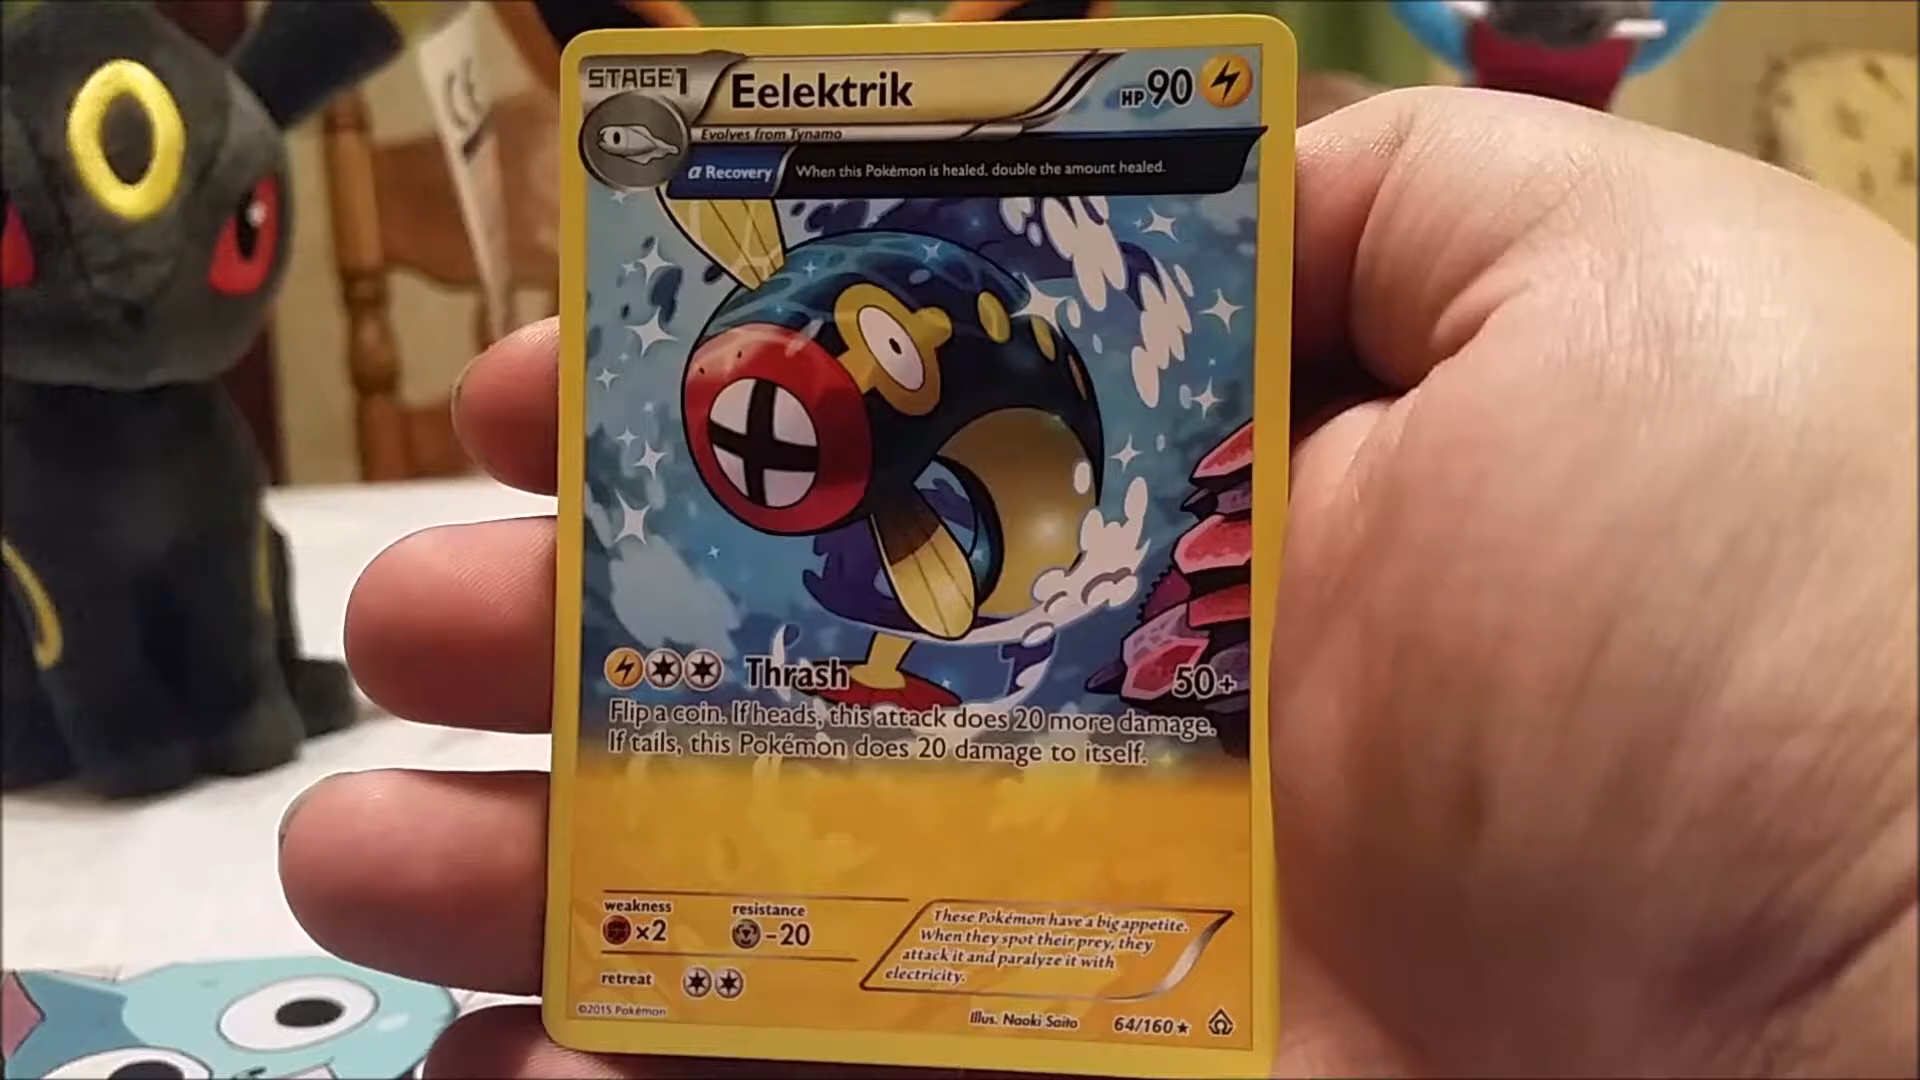 STAGE1 Eelektrik HP90
Evolves from Tynamo
α Recovery When this Pokémon is healed, double the amount healed.
Thrash 50+
Flip a coin. If heads, this attack does 20 more damage.
If tails, this Pokémon does 20 damage to itself.
weakness resistance
×2 -20
retreat
These Pokémon have a big appetite.
When they spot their prey, they
attack it and paralyze it with
electricity.
©2015 Pokémon
Illus. Naoki Saito 64/160★
CE